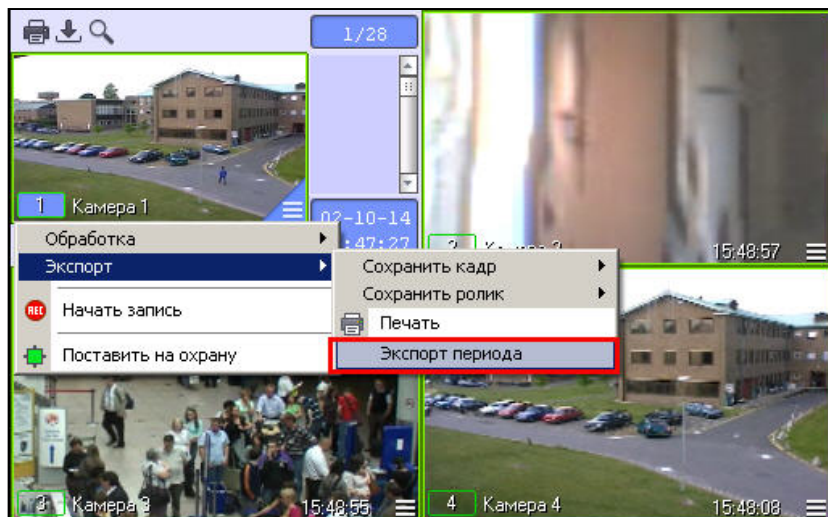 1/28
1 Камера 1
02-10-14
:47:27
Обработка
Экспорт
Начать запись
Поставить на охрану
Сохранить кадр
Сохранить ролик
Печать
Экспорт периода
15:48:57
3 Камера 3
15:48:55
4 Камера 4
15:48:08
REC